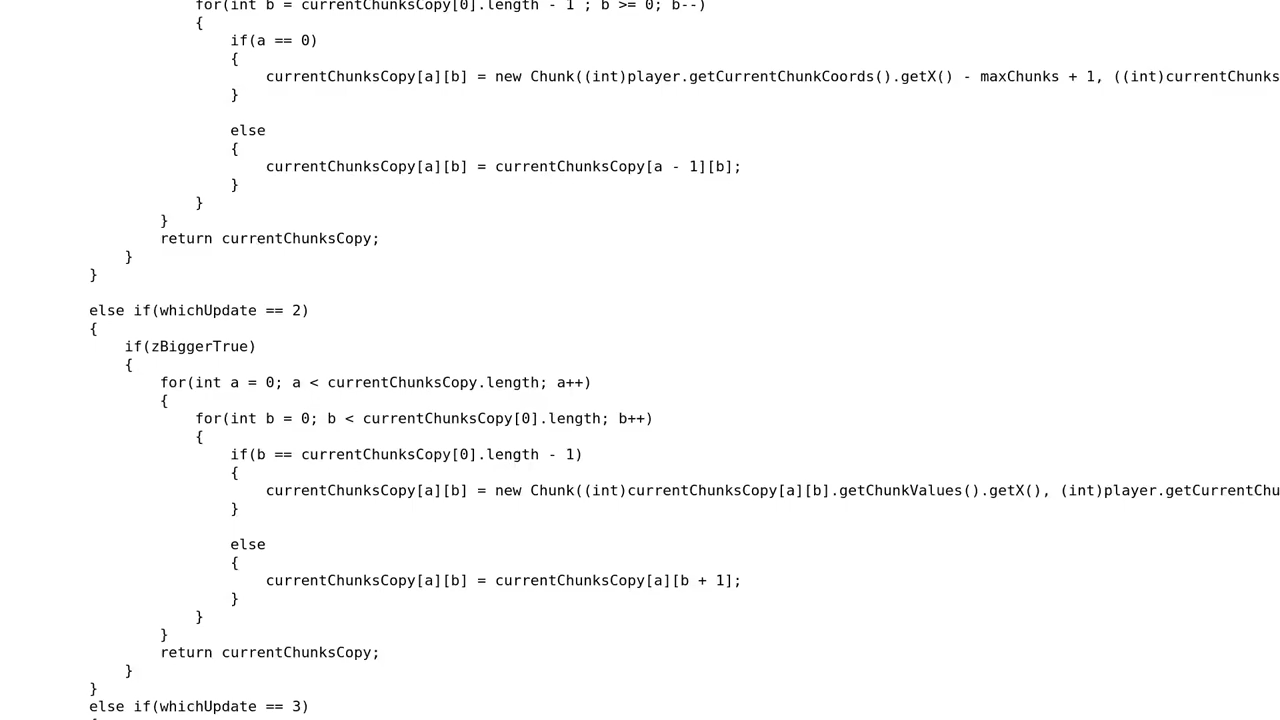 for(int b = currentChunksCopy[0].length - 1 ; b >= 0; b--)
{
if(a == 0)
{
currentChunksCopy[a][b] = new Chunk((int)player.getCurrentChunkCoords().getX() - maxChunks + 1, ((int)currentChunks
}
else
{
currentChunksCopy[a][b] = currentChunksCopy[a - 1][b];
}
}
}
return currentChunksCopy;
}
}
else if(whichUpdate == 2)
{
if(zBiggerTrue)
{
for(int a = 0; a < currentChunksCopy.length; a++)
{
for(int b = 0; b < currentChunksCopy[0].length; b++)
{
if(b == currentChunksCopy[0].length - 1)
{
currentChunksCopy[a][b] = new Chunk((int)currentChunksCopy[a][b].getChunkValues().getX(), (int)player.getCurrentChu
}
else
{
currentChunksCopy[a][b] = currentChunksCopy[a][b + 1];
}
}
}
return currentChunksCopy;
}
}
else if(whichUpdate == 3)